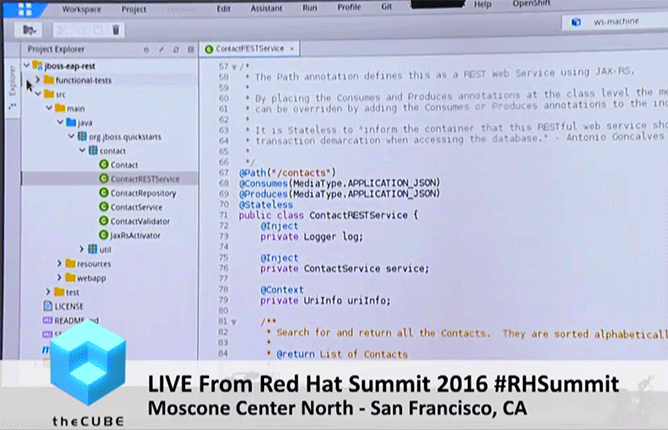 Workspace Project Edit Assistant Run Profile Git Help OpenShift
ws-machine
Project Explorer
Explorer
jboss-eap-rest
functional-tests
src
main
java
org.jboss.quickstarts
contact
Contact
ContactRESTService
ContactRepository
ContactService
ContactValidator
JaxRsActivator
util
resources
webapp
test
LICENSE
ContactRESTService ×
57 /*
58 * The Path annotation defines this as a REST Web Service using JAX-RS.
59 *
60 * By placing the Consumes and Produces annotations at the class level the me
* can be overriden by adding the Consumes or Produces annotations to the ind
*
* It is Stateless to "inform the container that this RESTful web service sho
* transaction demarcation when accessing the database." - Antonio Goncalves
65 *
66 */
67 @Path("/contacts")
68 @Consumes(MediaType.APPLICATION_JSON)
69 @Produces(MediaType.APPLICATION_JSON)
70 @Stateless
71 public class ContactRESTService {
72 @Inject
73 private Logger log;
74
75 @Inject
76 private ContactService service;
77
78 @Context
79 private UriInfo uriInfo;
80
81 /**
82 * Search for and return all the Contacts. They are sorted alphabeticall
83 *
84 * @return List of Contacts
theCUBE
LIVE From Red Hat Summit 2016 #RHSummit
Moscone Center North - San Francisco, CA